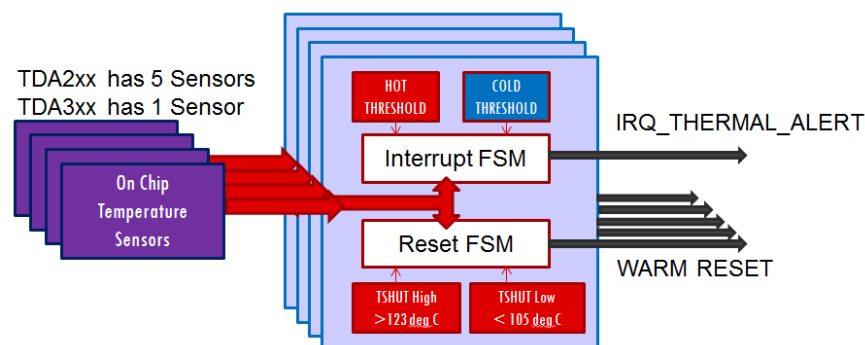 TDA2xx has 5 Sensors
TDA3xx has 1 Sensor
On Chip
Temperature
Sensors
HOT
THRESHOLD
COLD
THRESHOLD
Interrupt FSM
Reset FSM
TSHUT High
>123 deg C
TSHUT Low
< 105 deg C
IRQ_THERMAL_ALERT
WARM RESET